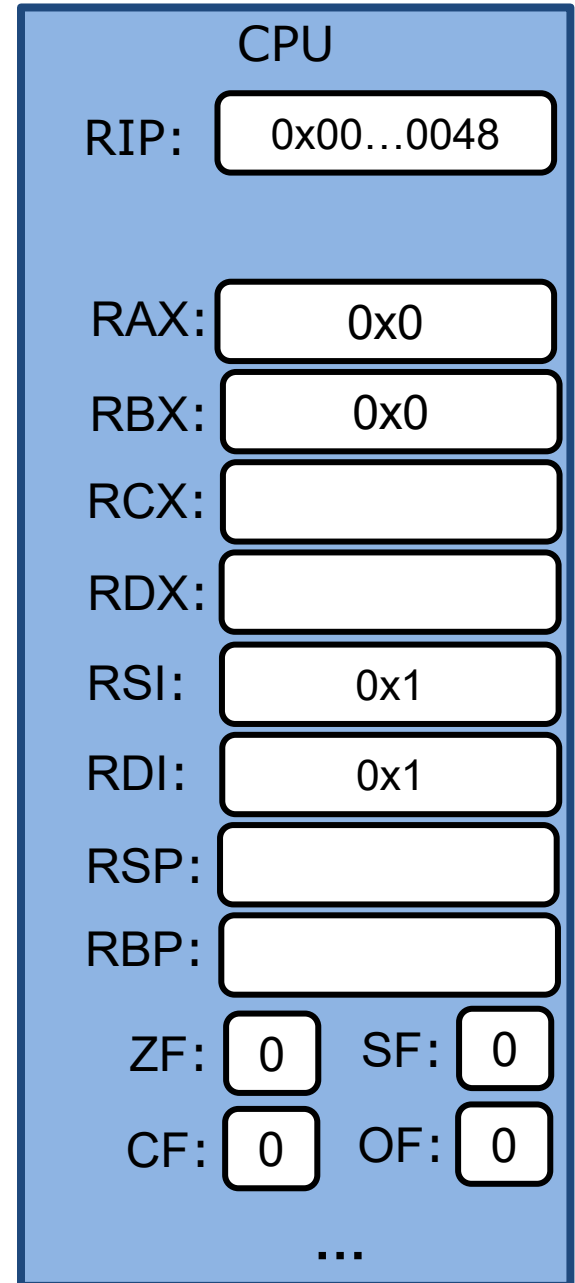 CPU
RIP: 0x00…0048
RAX: 0x0
RBX: 0x0
RCX:
RDX:
RSI: 0x1
RDI: 0x1
RSP:
RBP:
ZF: 0 SF: 0
CF: 0 OF: 0
…